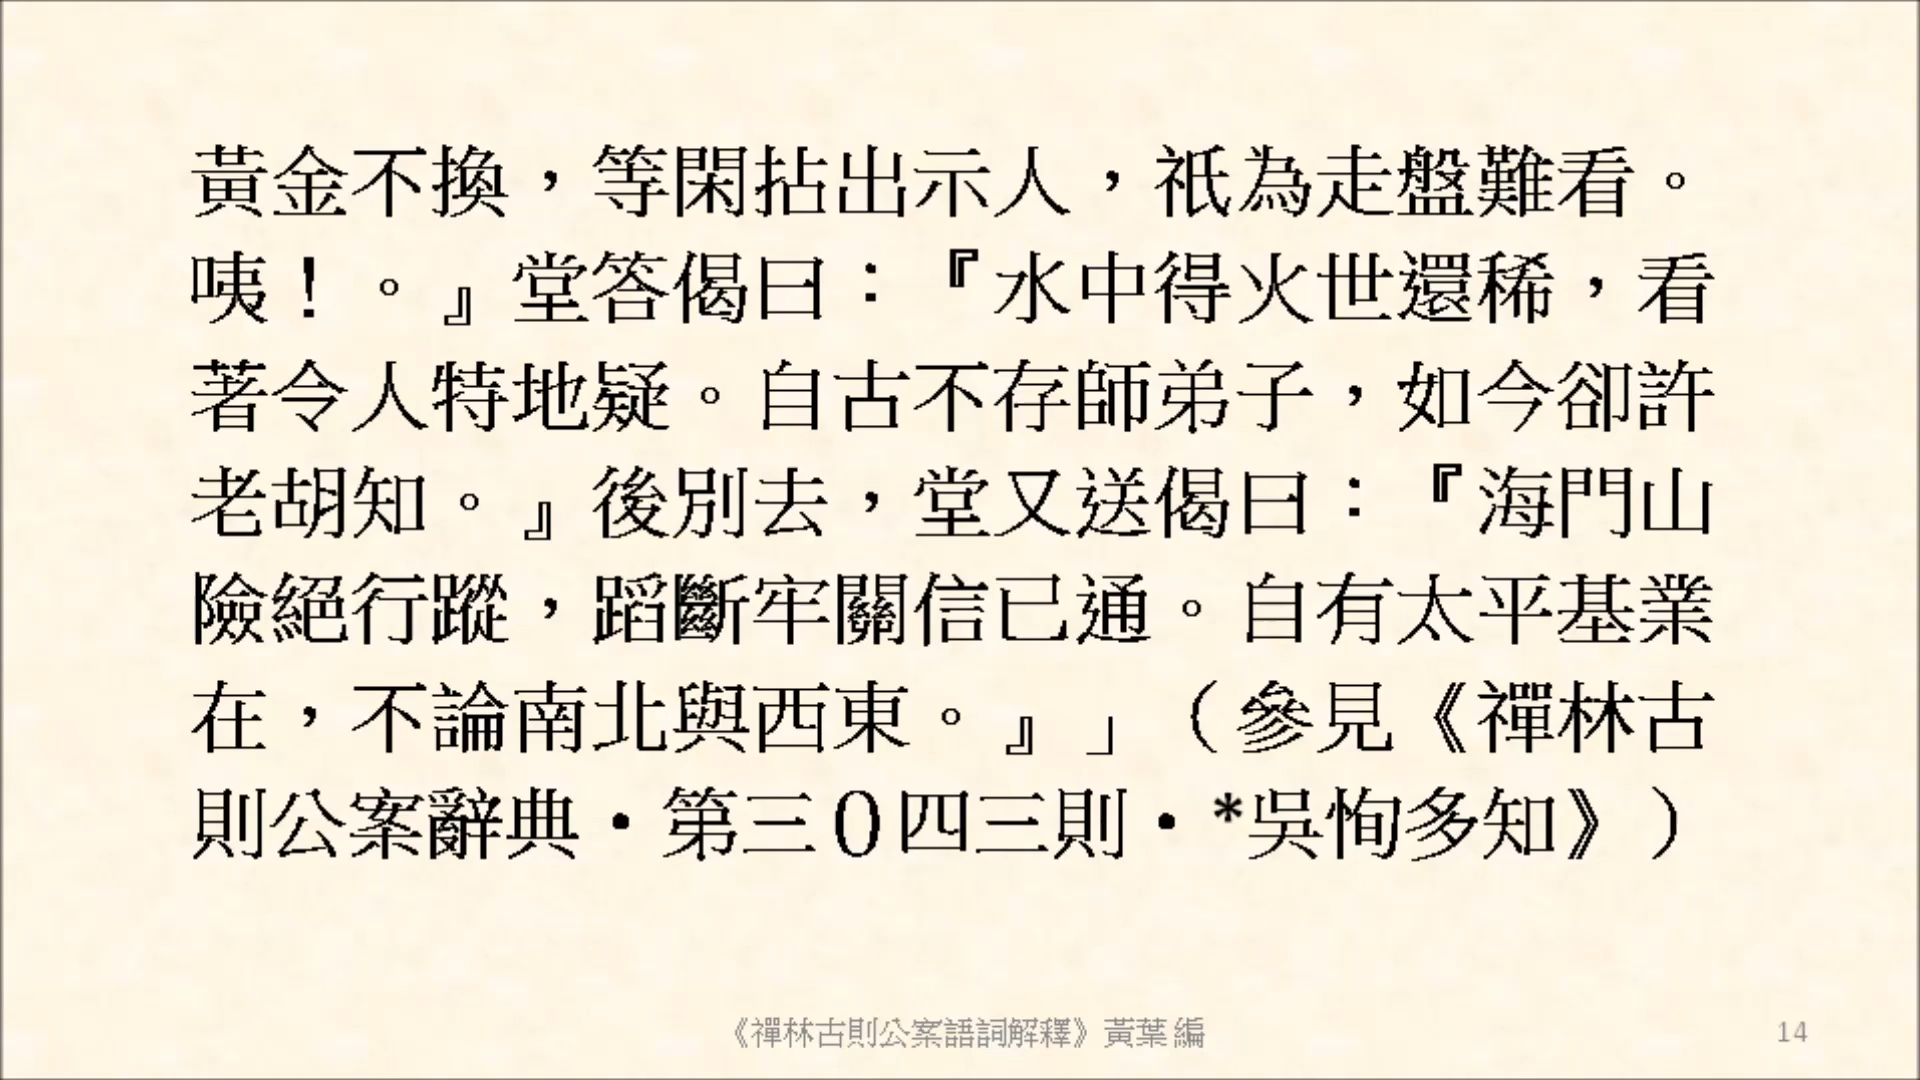 黃金不換，等閑拈出示人，祇為走盤難看。
咦！。』堂答偈曰：『水中得火世還稀，看
著令人特地疑。自古不存師弟子，如今卻許
老胡知。』後別去，堂又送偈曰：『海門山
險絕行蹤，蹈斷牢關信已通。自有太平基業
在，不論南北與西東。』」（參見《禪林古
則公案辭典•第三０四三則•*吳恂多知》）
《禪林古則公案語詞解釋》黃葉編
14